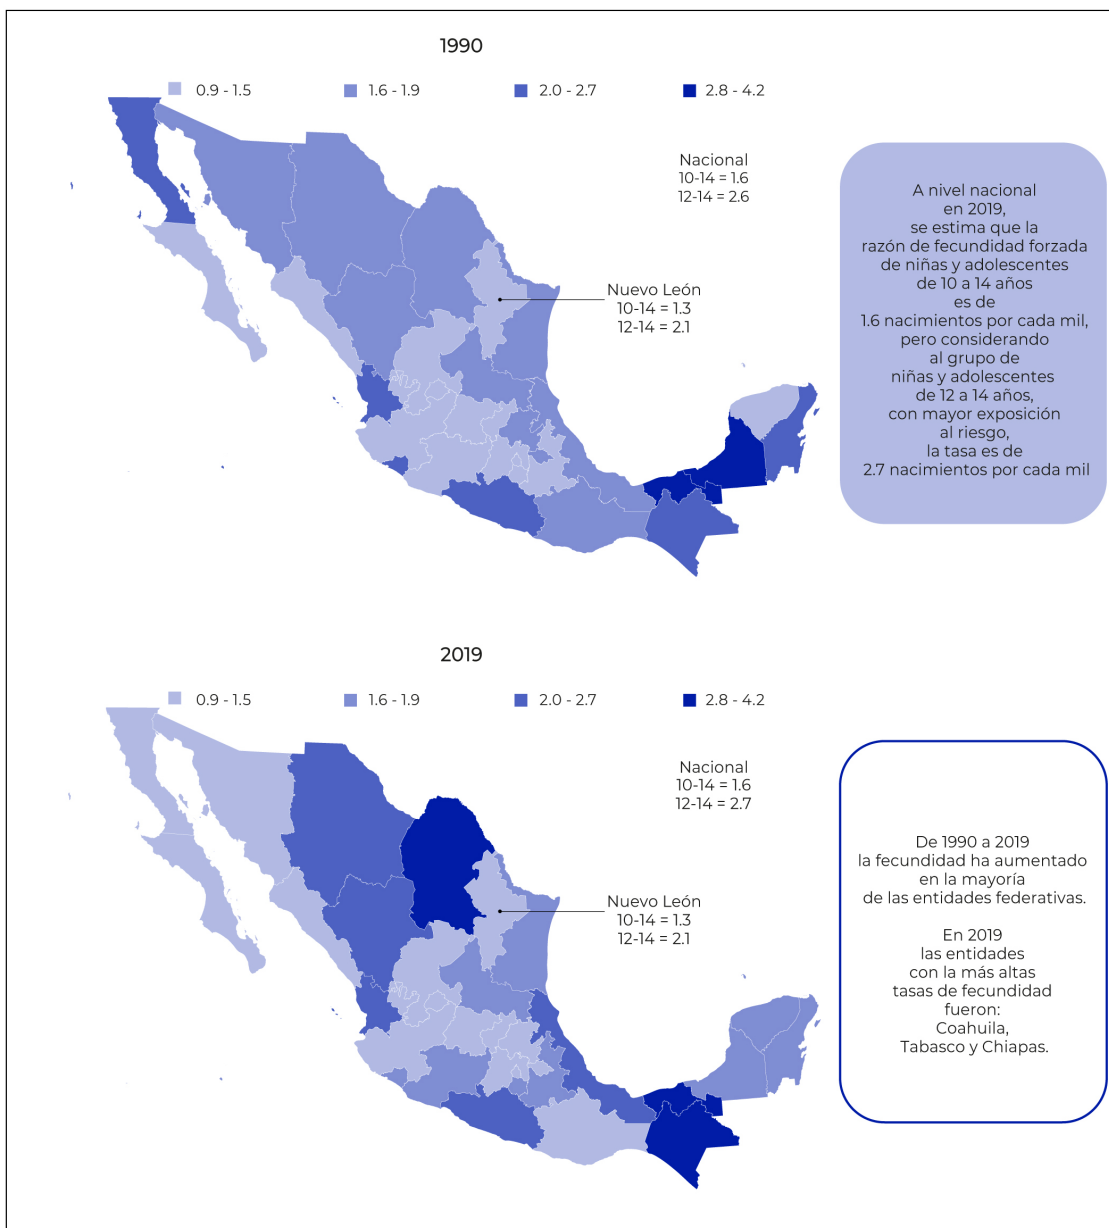 1990
0.9 - 1.5
1.6 - 1.9
2.0 - 2.7
2.8 - 4.2
Nacional
10-14 = 1.6
12-14 = 2.6
Nuevo León
10-14 = 1.3
12-14 = 2.1
A nivel nacional
en 2019,
se estima que la
razón de fecundidad forzada
de niñas y adolescentes
de 10 a 14 años
es de
1.6 nacimientos por cada mil,
pero considerando
al grupo de
niñas y adolescentes
de 12 a 14 años,
con mayor exposición
al riesgo,
la tasa es de
2.7 nacimientos por cada mil
2019
0.9 - 1.5
1.6 - 1.9
2.0 - 2.7
2.8 - 4.2
Nacional
10-14 = 1.6
12-14 = 2.7
Nuevo León
10-14 = 1.3
12-14 = 2.1
De 1990 a 2019
la fecundidad ha aumentado
en la mayoría
de las entidades federativas.
En 2019
las entidades
con la más altas
tasas de fecundidad
fueron:
Coahuila,
Tabasco y Chiapas.